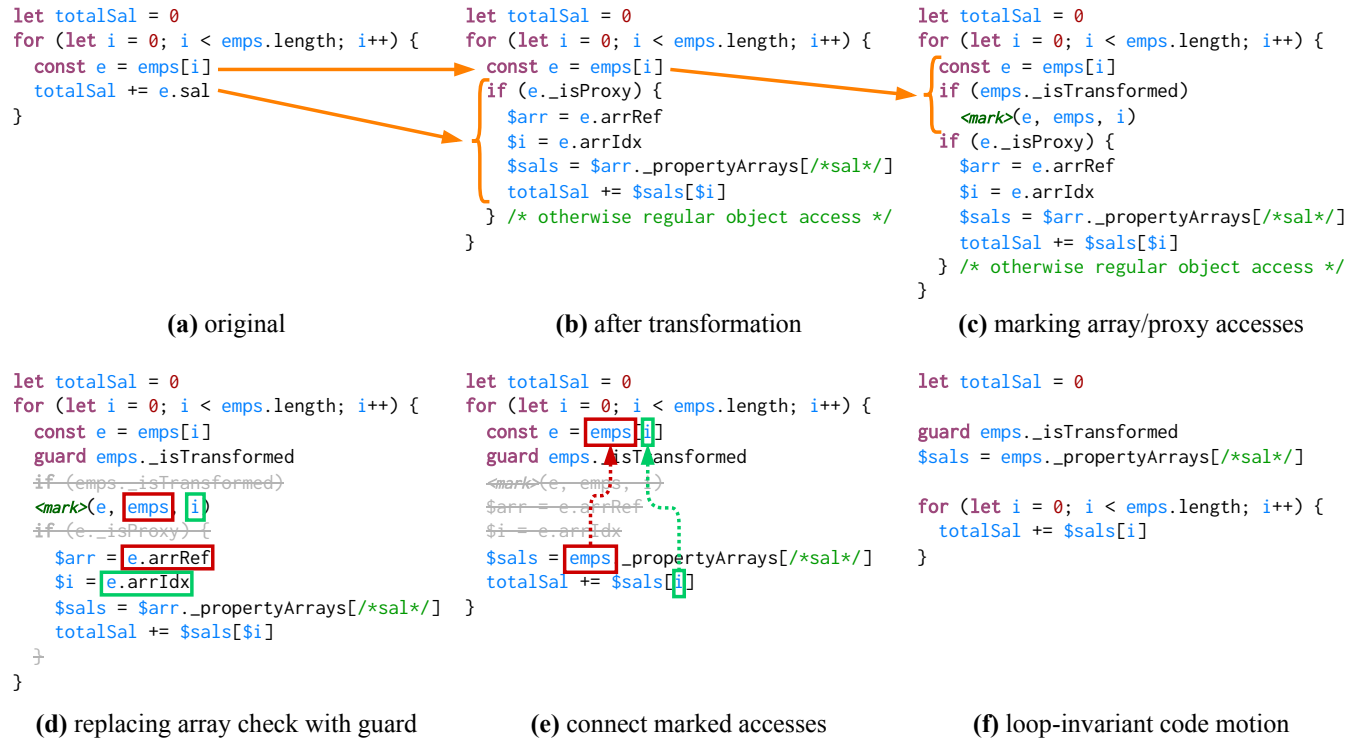 let totalSal = 0
for (let i = 0; i < emps.length; i++) {
  const e = emps[i]
  totalSal += e.sal
}
(a) original
let totalSal = 0
for (let i = 0; i < emps.length; i++) {
  const e = emps[i]
  if (e._isProxy) {
    $arr = e.arrRef
    $i = e.arrIdx
    $sals = $arr._propertyArrays[/*sal*/]
    totalSal += $sals[$i]
  } /* otherwise regular object access */
}
(b) after transformation
let totalSal = 0
for (let i = 0; i < emps.length; i++) {
  const e = emps[i]
  if (emps._isTransformed)
    <mark>(e, emps, i)
  if (e._isProxy) {
    $arr = e.arrRef
    $i = e.arrIdx
    $sals = $arr._propertyArrays[/*sal*/]
    totalSal += $sals[$i]
  } /* otherwise regular object access */
}
(c) marking array/proxy accesses
let totalSal = 0
for (let i = 0; i < emps.length; i++) {
  const e = emps[i]
  guard emps._isTransformed
  if (emps._isTransformed)
  <mark>(e, emps, i)
  if (e._isProxy) {
    $arr = e.arrRef
    $i = e.arrIdx
    $sals = $arr._propertyArrays[/*sal*/]
    totalSal += $sals[$i]
  }
}
(d) replacing array check with guard
let totalSal = 0
for (let i = 0; i < emps.length; i++) {
  const e = emps[i]
  guard emps._isTransformed
  <mark>(e, emps, i)
  $arr = e.arrRef
  $i = e.arrIdx
  $sals = emps._propertyArrays[/*sal*/]
  totalSal += $sals[i]
}
(e) connect marked accesses
let totalSal = 0
guard emps._isTransformed
$sals = emps._propertyArrays[/*sal*/]
for (let i = 0; i < emps.length; i++) {
  totalSal += $sals[i]
}
(f) loop-invariant code motion